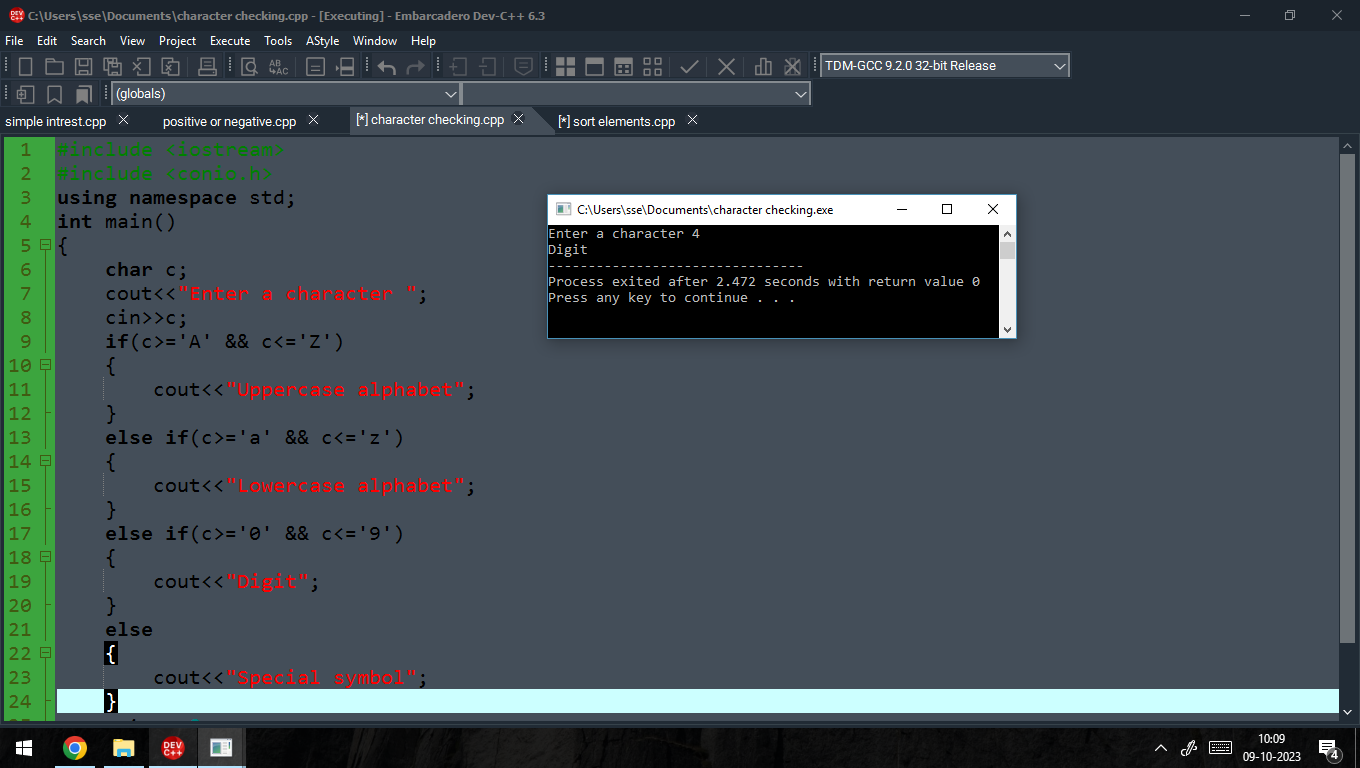 C:\Users\sse\Documents\character checking.cpp - [Executing] - Embarcadero Dev-C++ 6.3
File Edit Search View Project Execute Tools AStyle Window Help
TDM-GCC 9.2.0 32-bit Release
(globals)
simple intrest.cpp positive or negative.cpp [*] character checking.cpp [*] sort elements.cpp
1 #include <iostream>
2 #include <conio.h>
3 using namespace std;
4 int main()
5 {
6 char c;
7 cout<<"Enter a character ";
8 cin>>c;
9 if(c>='A' && c<='Z')
10 {
11 cout<<"Uppercase alphabet";
12 }
13 else if(c>='a' && c<='z')
14 {
15 cout<<"Lowercase alphabet";
16 }
17 else if(c>='0' && c<='9')
18 {
19 cout<<"Digit";
20 }
21 else
22 {
23 cout<<"Special symbol";
24 }
C:\Users\sse\Documents\character checking.exe
Enter a character 4
Digit
--------------------------------
Process exited after 2.472 seconds with return value 0
Press any key to continue . . .
DEV
C++
10:09
09-10-2023
4